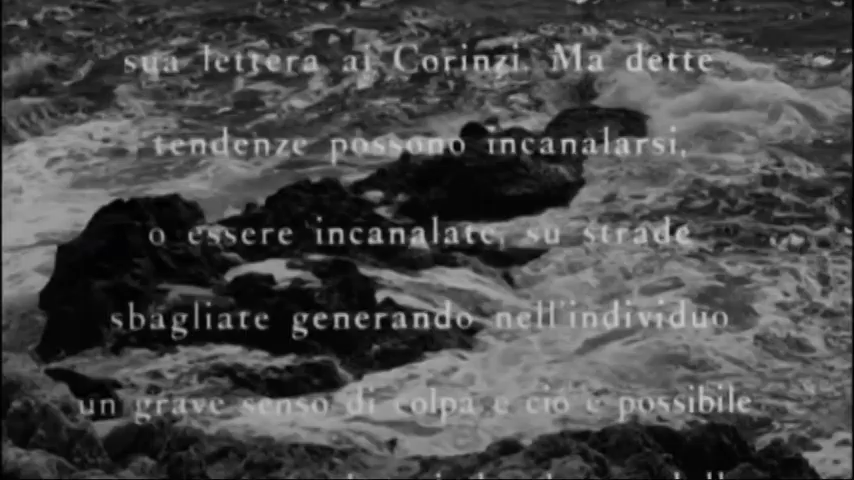 sua lettera ai Corinzi. Ma dette
tendenze possono incanalarsi,
o essere incanalate, su strade
sbagliate generando nell'individuo
un grave senso di colpa e ciò è possibile